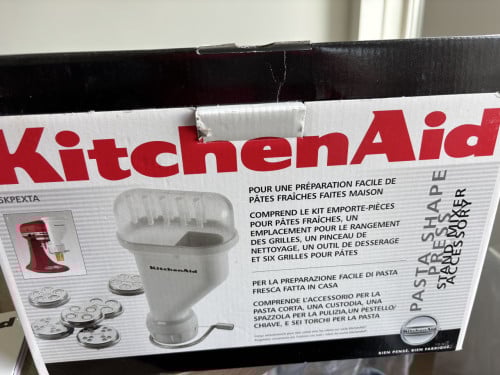 KitchenAid
5KPEXTA
POUR UNE PRÉPARATION FACILE DE
PÂTES FRAÎCHES FAITES MAISON
COMPREND LE KIT EMPORTE-PIÈCES
POUR PÂTES FRAÎCHES, UN
EMPLACEMENT POUR LE RANGEMENT
DES GRILLES, UN PINCEAU DE
NETTOYAGE, UN OUTIL DE DESSERAGE
ET SIX GRILLES POUR PÂTES
PER LA PREPARAZIONE FACILE DI PASTA
FRESCA FATTA IN CASA
COMPRENDE L'ACCESSORIO PER LA
PASTA CORTA, UNA CUSTODIA, UNA
SPAZZOLA PER LA PULIZIA,UN PESTELLO/
CHIAVE, E SEI TORCHI PER LA PASTA
KitchenAid
PASTA SHAPE
PRESS
STAND MIXER
ACCESSORY
KitchenAid
BIEN PENSÉ. BIEN FABRIQUÉ.